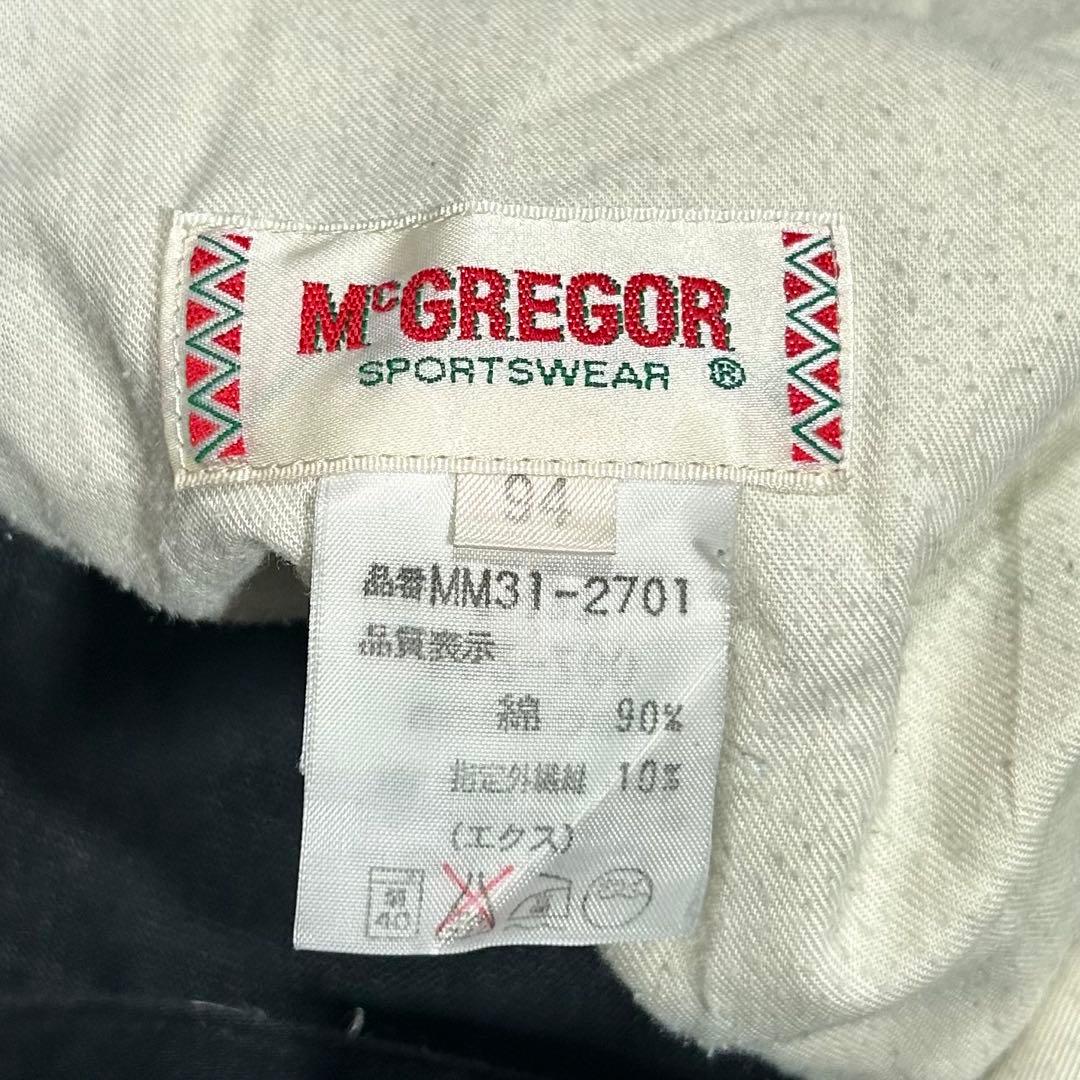 McGREGOR
SPORTSWEAR ®
94
品番MM31-2701
品質表示
綿 90%
指定外繊維 10%
(エクス)
弱
40